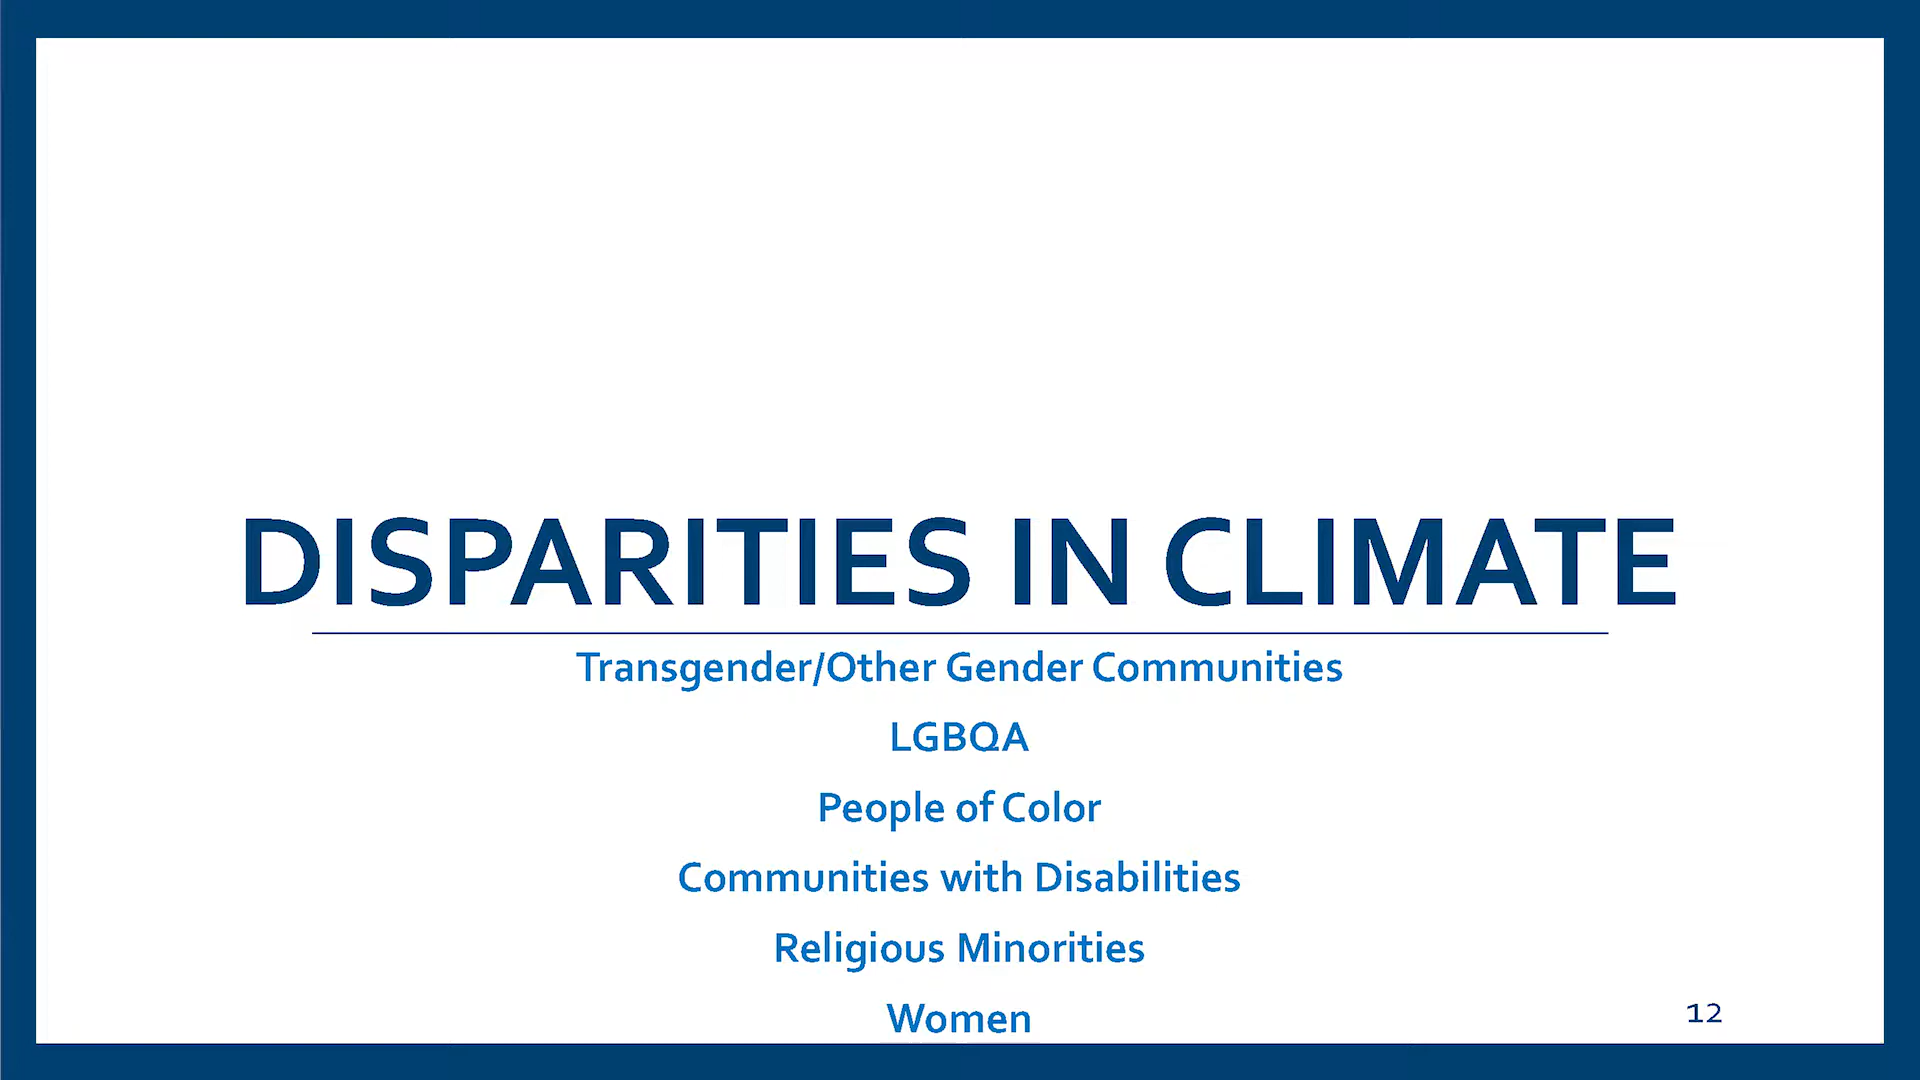 DISPARITIES IN CLIMATE
Transgender/Other Gender Communities
LGBQA
People of Color
Communities with Disabilities
Religious Minorities
Women
12